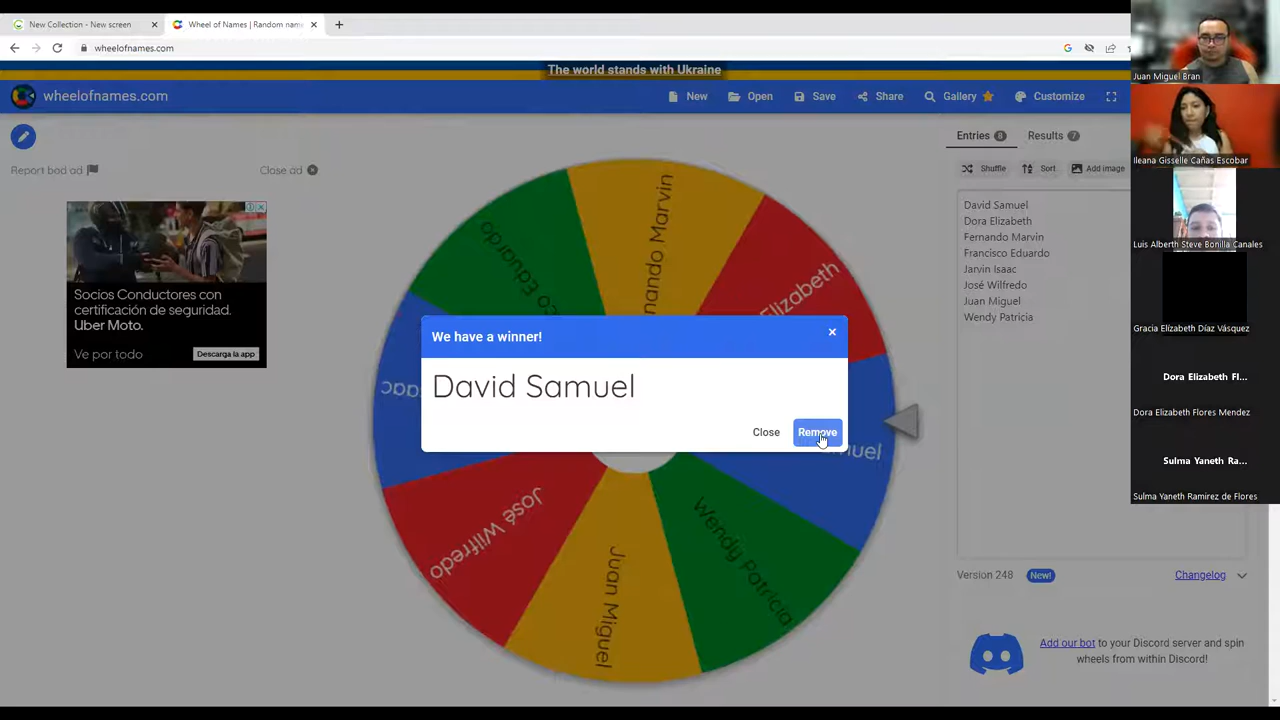 New Collection - New screen
Wheel of Names | Random name
wheelofnames.com
The world stands with Ukraine
wheelofnames.com
New
Open
Save
Share
Gallery
Customize
Report bad ad
Close ad
Socios Conductores con
certificación de seguridad.
Uber Moto.
Ve por todo
Descarga la app
co Eduardo
nando Marvin
Elizabeth
aac
muel
José Wilfredo
Juan Miguel
Wendy Patricia
We have a winner!
David Samuel
Close
Remove
Entries 8
Results 7
Shuffle
Sort
Add image
David Samuel
Dora Elizabeth
Fernando Marvin
Francisco Eduardo
Jarvin Isaac
José Wilfredo
Juan Miguel
Wendy Patricia
Version 248
New!
Changelog
Add our bot to your Discord server and spin
wheels from within Discord!
Juan Miguel Bran
Ileana Gisselle Cañas Escobar
Luis Alberth Steve Bonilla Canales
Gracia Elízabeth Díaz Vásquez
Dora Elizabeth Fl...
Dora Elizabeth Flores Mendez
Sulma Yaneth Ra...
Sulma Yaneth Ramirez de Flores